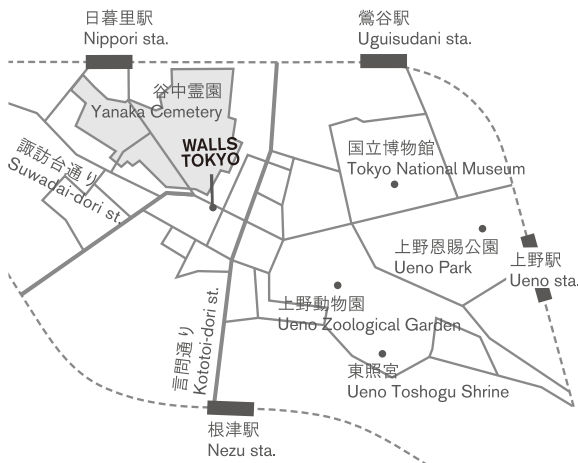 日暮里駅
Nippori sta.
鶯谷駅
Uguisudani sta.
谷中霊園
Yanaka Cemetery
WALLS
TOKYO
国立博物館
Tokyo National Museum
諏訪台通り
Suwadai-dori st.
上野恩賜公園
Ueno Park
上野駅
Ueno sta.
上野動物園
Ueno Zoological Garden
言問通り
Kototoi-dori st.
東照宮
Ueno Toshogu Shrine
根津駅
Nezu sta.